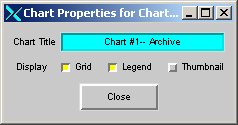 Chart Properties for Chart...
Chart Title Chart #1-- Archive
Display Grid Legend Thumbnail
Close